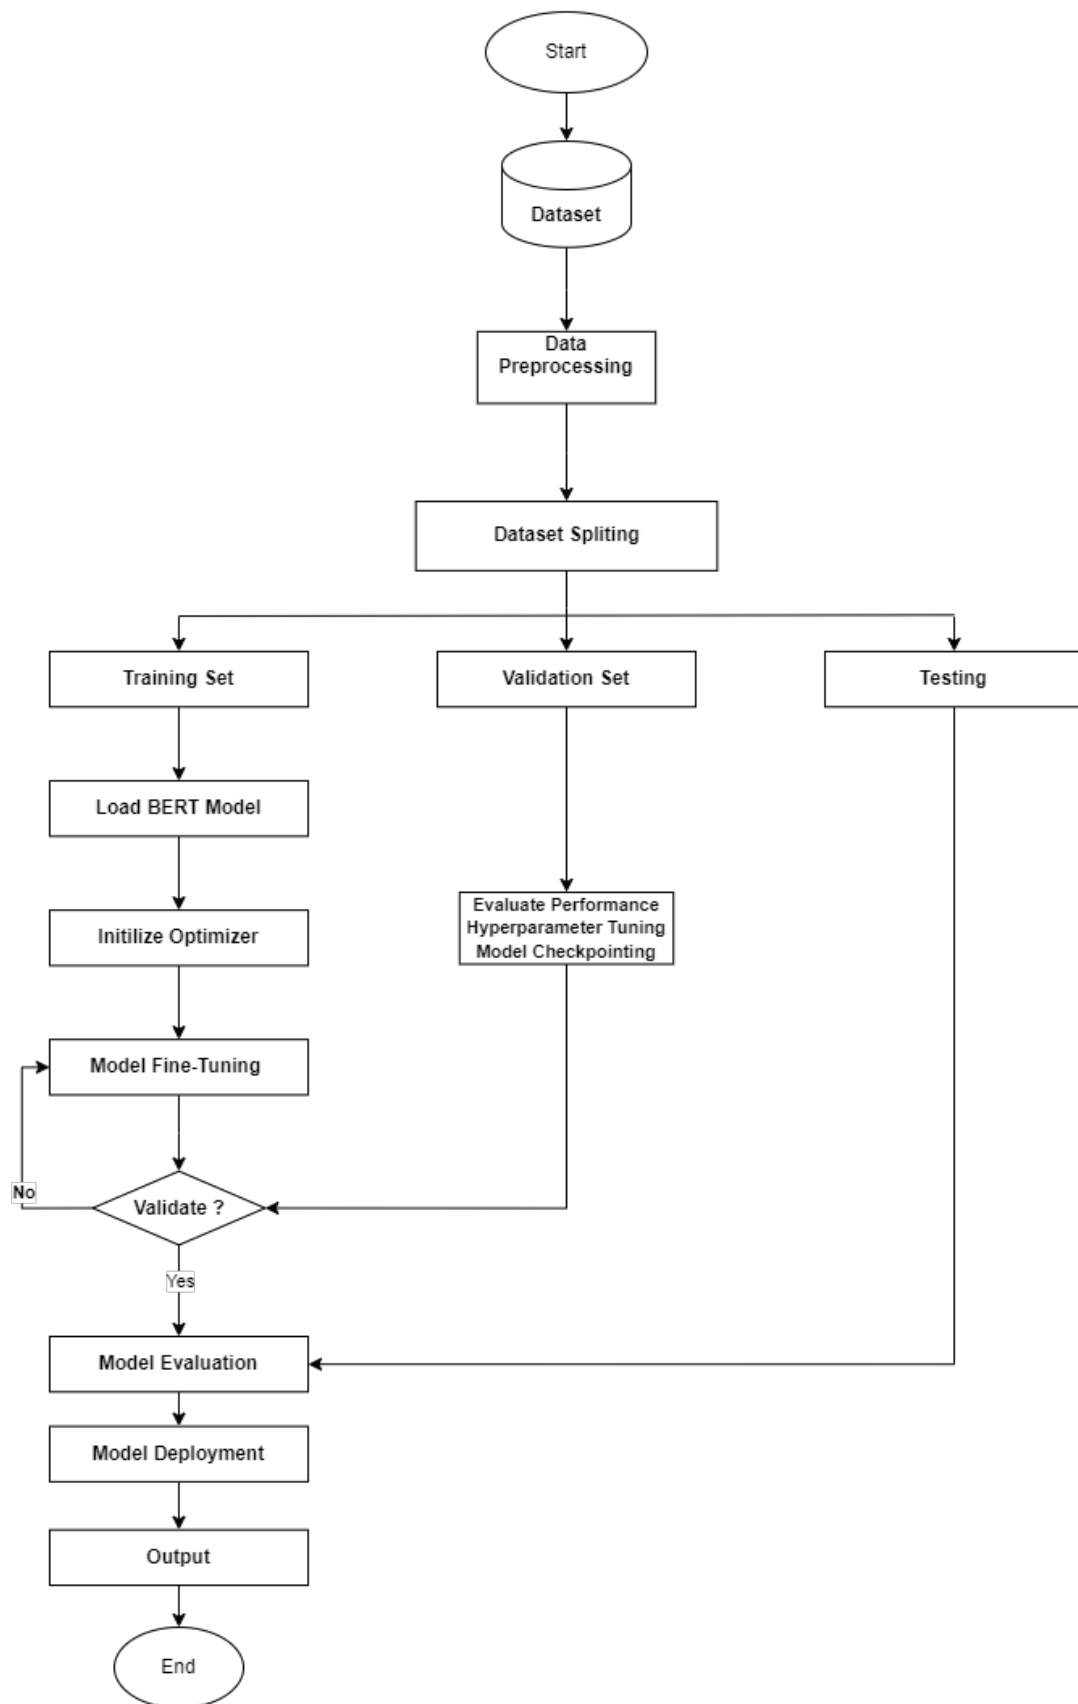 Start
Dataset
Data
Preprocessing
Dataset Spliting
Training Set
Validation Set
Testing
Load BERT Model
Evaluate Performance
Hyperparameter Tuning
Model Checkpointing
Initilize Optimizer
Model Fine-Tuning
No
Validate ?
Yes
Model Evaluation
Model Deployment
Output
End